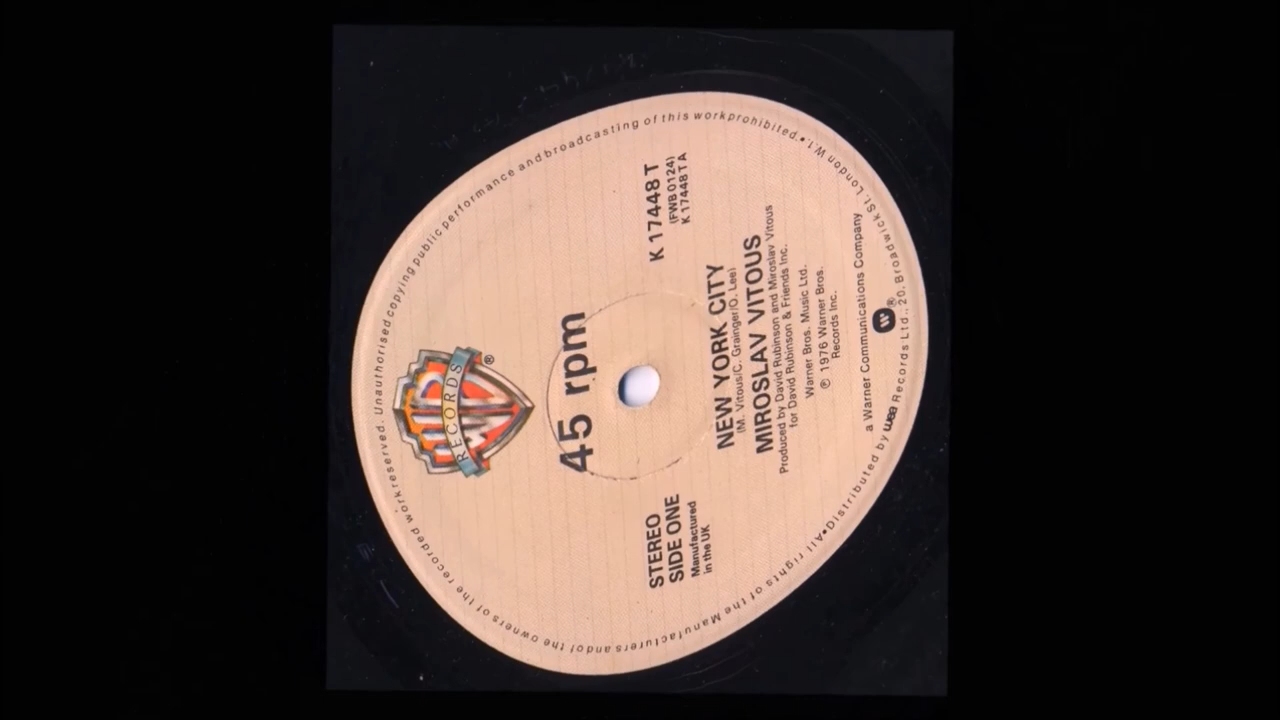 RECORDS
®
45 rpm
STEREO
SIDE ONE
Manufactured
in the UK
K 17448 T
(FWB 0124)
K 17448 T A
NEW YORK CITY
(M. Vitous/C. Grainger/O. Lee)
MIROSLAV VITOUS
Produced by David Rubinson and Miroslav Vitous
for David Rubinson & Friends Inc.
Warner Bros. Music Ltd.
℗ 1976 Warner Bros.
Records Inc.
a Warner Communications Company
®
•All rights of the Manufacturers and of the owners of the recorded work reserved. Unauthorised copying public performance and broadcasting of this work prohibited.•
Distributed by wea Records Ltd., 20, Broadwick St. London W.1.